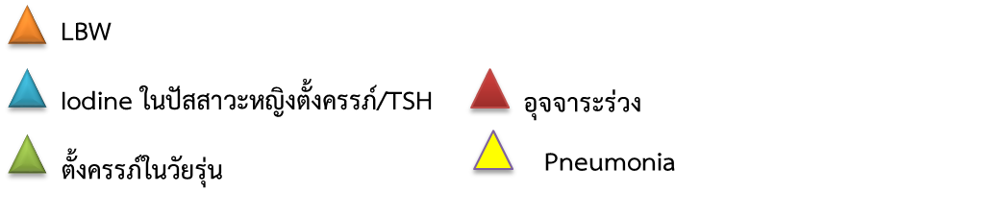 LBW
Iodine ในปัสสาวะหญิงตั้งครรภ์/TSH
อุจจาระร่วง
ตั้งครรภ์ในวัยรุ่น
Pneumonia